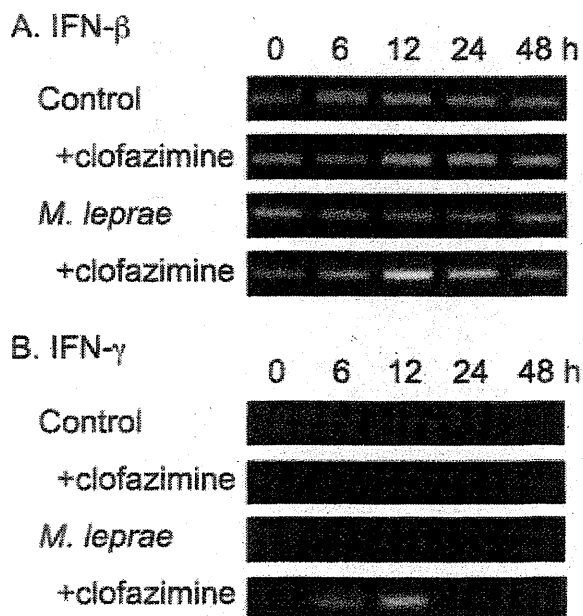 A. IFN-β
0 6 12 24 48 h
Control
+clofazimine
M. leprae
+clofazimine
B. IFN-γ
0 6 12 24 48 h
Control
+clofazimine
M. leprae
+clofazimine